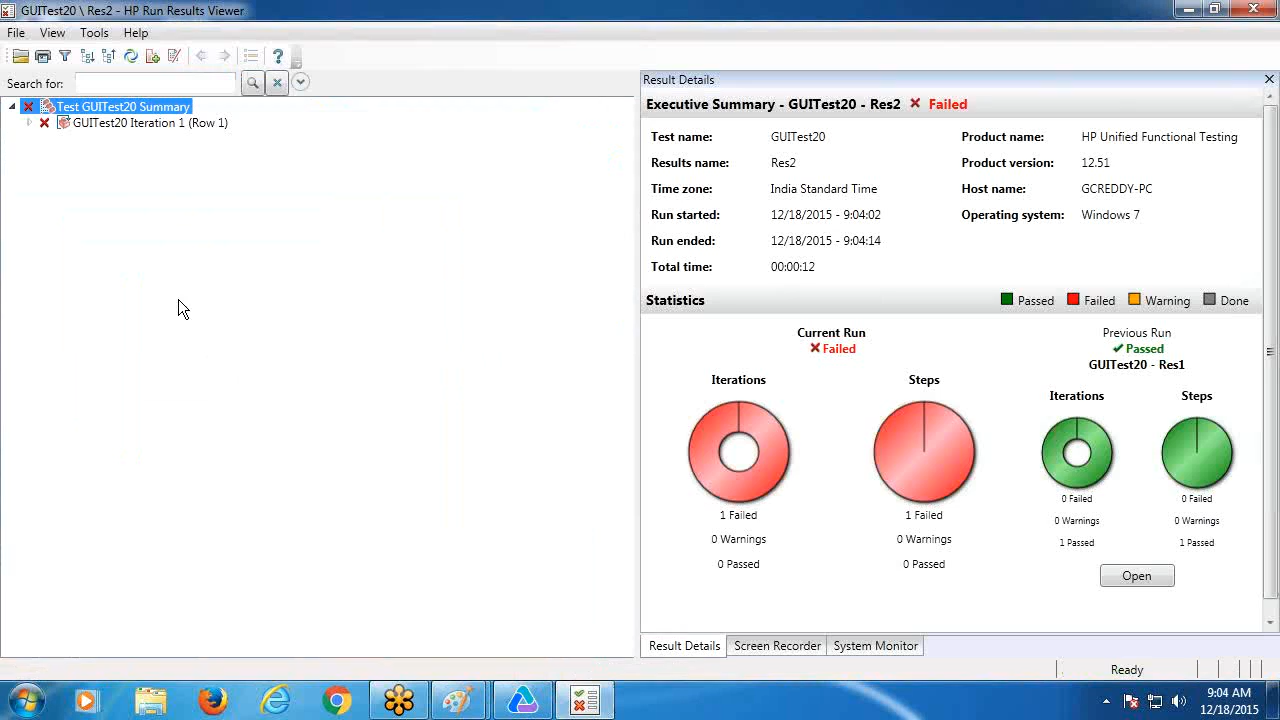 GUITest20 \ Res2 - HP Run Results Viewer
File View Tools Help
Search for:
Test GUITest20 Summary
GUITest20 Iteration 1 (Row 1)
Result Details
Executive Summary - GUITest20 - Res2 Failed
Test name: GUITest20 Product name: HP Unified Functional Testing
Results name: Res2 Product version: 12.51
Time zone: India Standard Time Host name: GCREDDY-PC
Run started: 12/18/2015 - 9:04:02 Operating system: Windows 7
Run ended: 12/18/2015 - 9:04:14
Total time: 00:00:12
Statistics Passed Failed Warning Done
Current Run Previous Run
Failed Passed
GUITest20 - Res1
Iterations Steps Iterations Steps
1 Failed 1 Failed 0 Failed 0 Failed
0 Warnings 0 Warnings 0 Warnings 0 Warnings
0 Passed 0 Passed 1 Passed 1 Passed
Open
Result Details Screen Recorder System Monitor
Ready
9:04 AM
12/18/2015